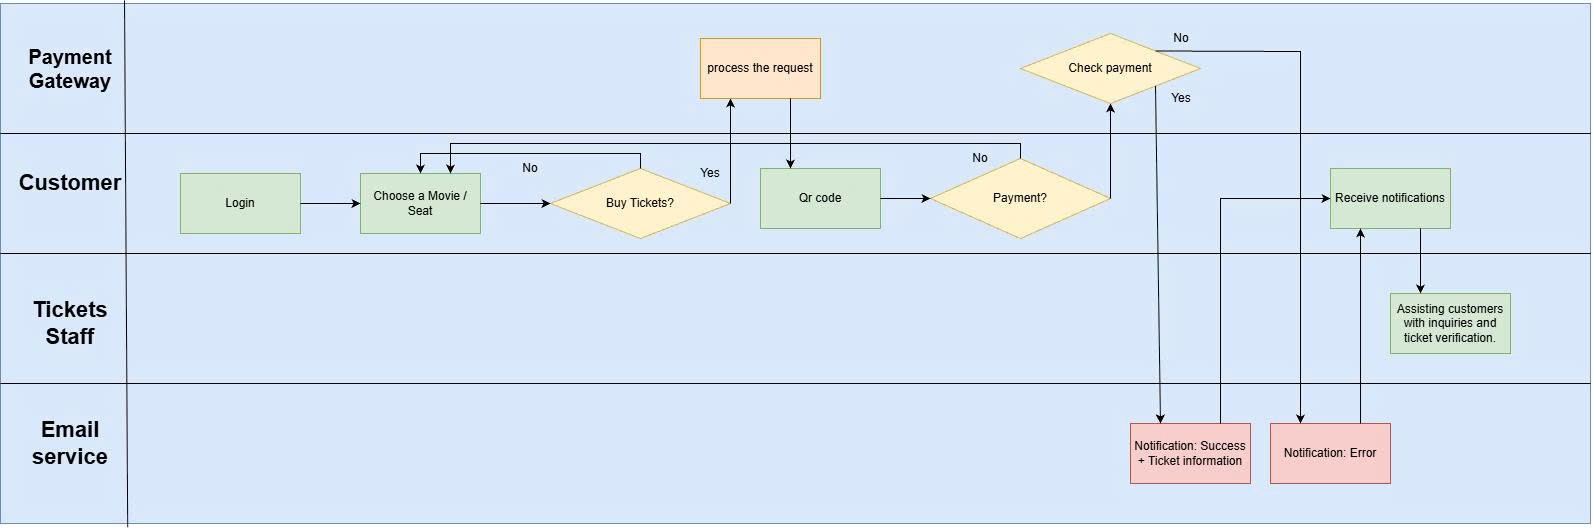 Payment
Gateway
process the request
Check payment
No
Yes
Customer
Login
Choose a Movie /
Seat
No
Buy Tickets?
Yes
Qr code
No
Payment?
Receive notifications
Tickets
Staff
Assisting customers
with inquiries and
ticket verification.
Email
service
Notification: Success
+ Ticket information
Notification: Error